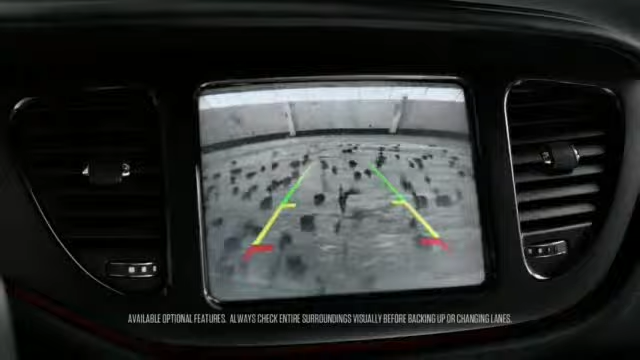 AVAILABLE OPTIONAL FEATURES. ALWAYS CHECK ENTIRE SURROUNDINGS VISUALLY BEFORE BACKING UP OR CHANGING LANES.